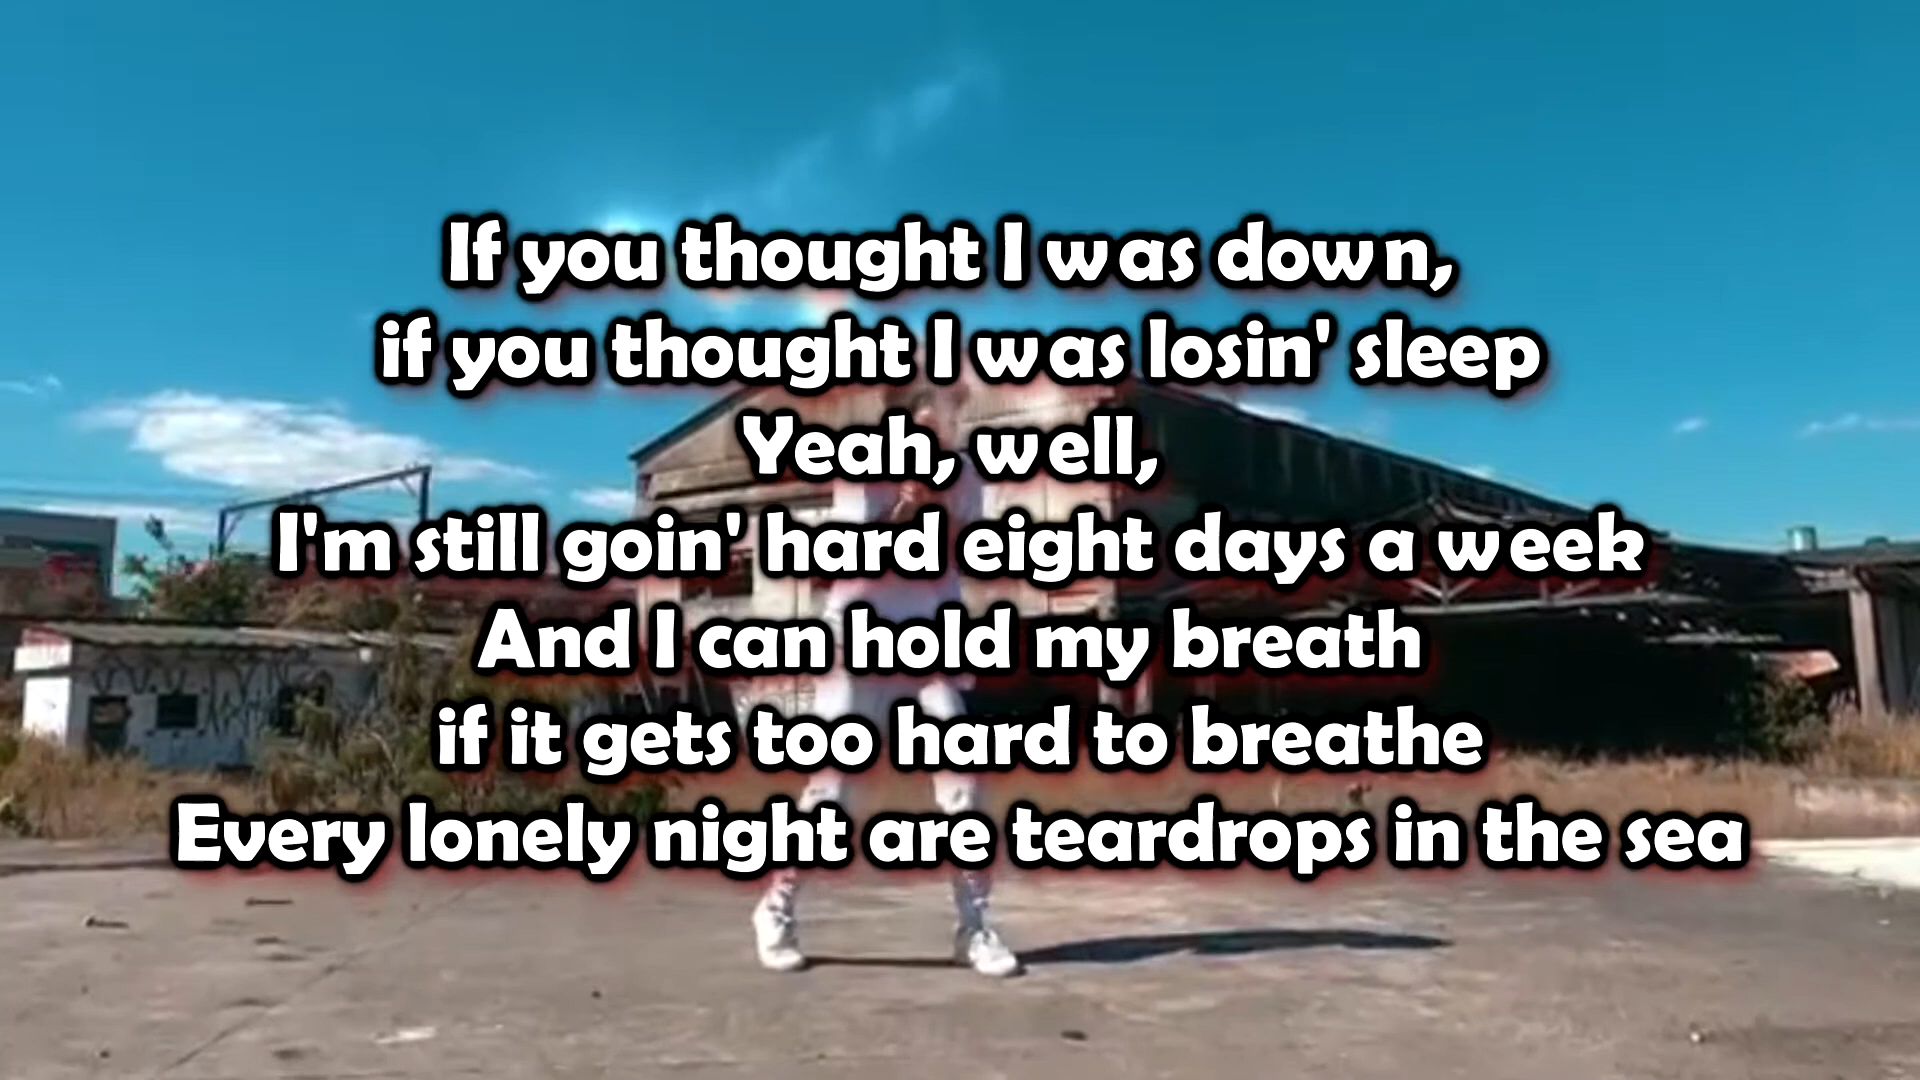 If you thought I was down,
if you thought I was losin' sleep
Yeah, well,
I'm still goin' hard eight days a week
And I can hold my breath
if it gets too hard to breathe
Every lonely night are teardrops in the sea